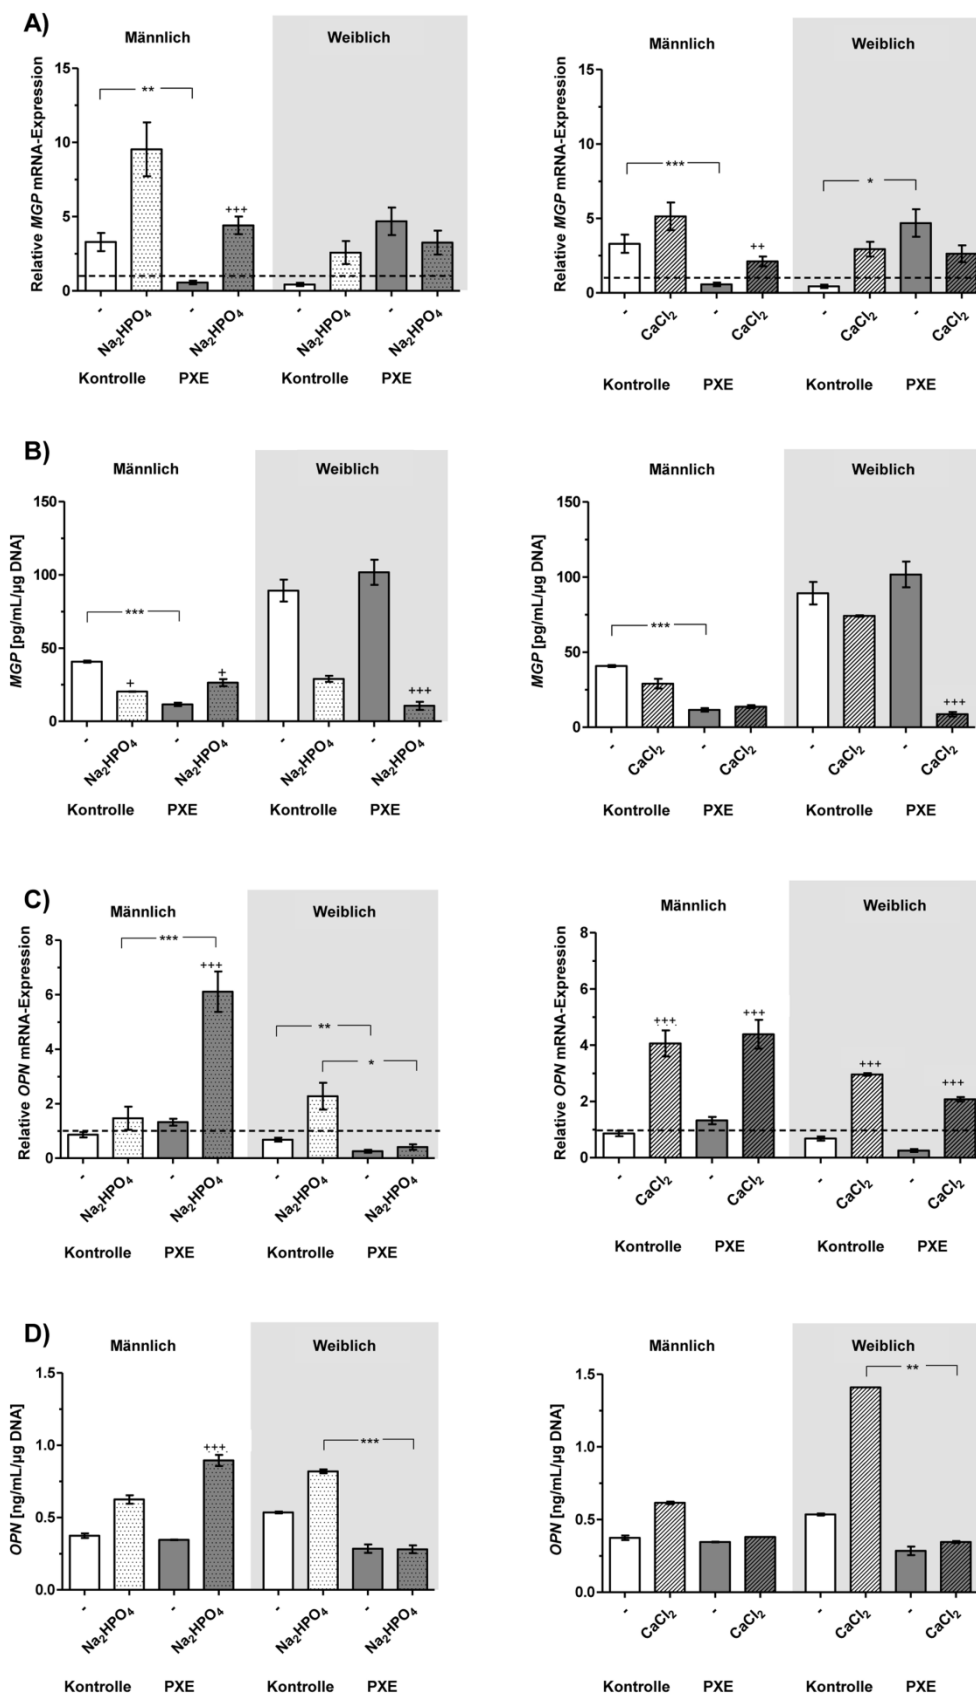 A)
Männlich Weiblich
Relative MGP mRNA-Expression
15
10
5
0
**
+++
- Na₂HPO₄ - Na₂HPO₄ - Na₂HPO₄ - Na₂HPO₄
Kontrolle PXE Kontrolle PXE
Männlich Weiblich
Relative MGP mRNA-Expression
15
10
5
0
***
++
*
- CaCl₂ - CaCl₂ - CaCl₂ - CaCl₂
Kontrolle PXE Kontrolle PXE
B)
Männlich Weiblich
MGP [pg/mL/µg DNA]
150
100
50
0
***
+ + +++
- Na₂HPO₄ - Na₂HPO₄ - Na₂HPO₄ - Na₂HPO₄
Kontrolle PXE Kontrolle PXE
Männlich Weiblich
MGP [pg/mL/µg DNA]
150
100
50
0
***
+++
- CaCl₂ - CaCl₂ - CaCl₂ - CaCl₂
Kontrolle PXE Kontrolle PXE
C)
Männlich Weiblich
Relative OPN mRNA-Expression
8
6
4
2
0
***
+++
**
*
- Na₂HPO₄ - Na₂HPO₄ - Na₂HPO₄ - Na₂HPO₄
Kontrolle PXE Kontrolle PXE
Männlich Weiblich
Relative OPN mRNA-Expression
8
6
4
2
0
+++ +++ +++ +++
- CaCl₂ - CaCl₂ - CaCl₂ - CaCl₂
Kontrolle PXE Kontrolle PXE
D)
Männlich Weiblich
OPN [ng/mL/µg DNA]
1.5
1.0
0.5
0.0
+++
***
- Na₂HPO₄ - Na₂HPO₄ - Na₂HPO₄ - Na₂HPO₄
Kontrolle PXE Kontrolle PXE
Männlich Weiblich
OPN [ng/mL/µg DNA]
1.5
1.0
0.5
0.0
**
- CaCl₂ - CaCl₂ - CaCl₂ - CaCl₂
Kontrolle PXE Kontrolle PXE